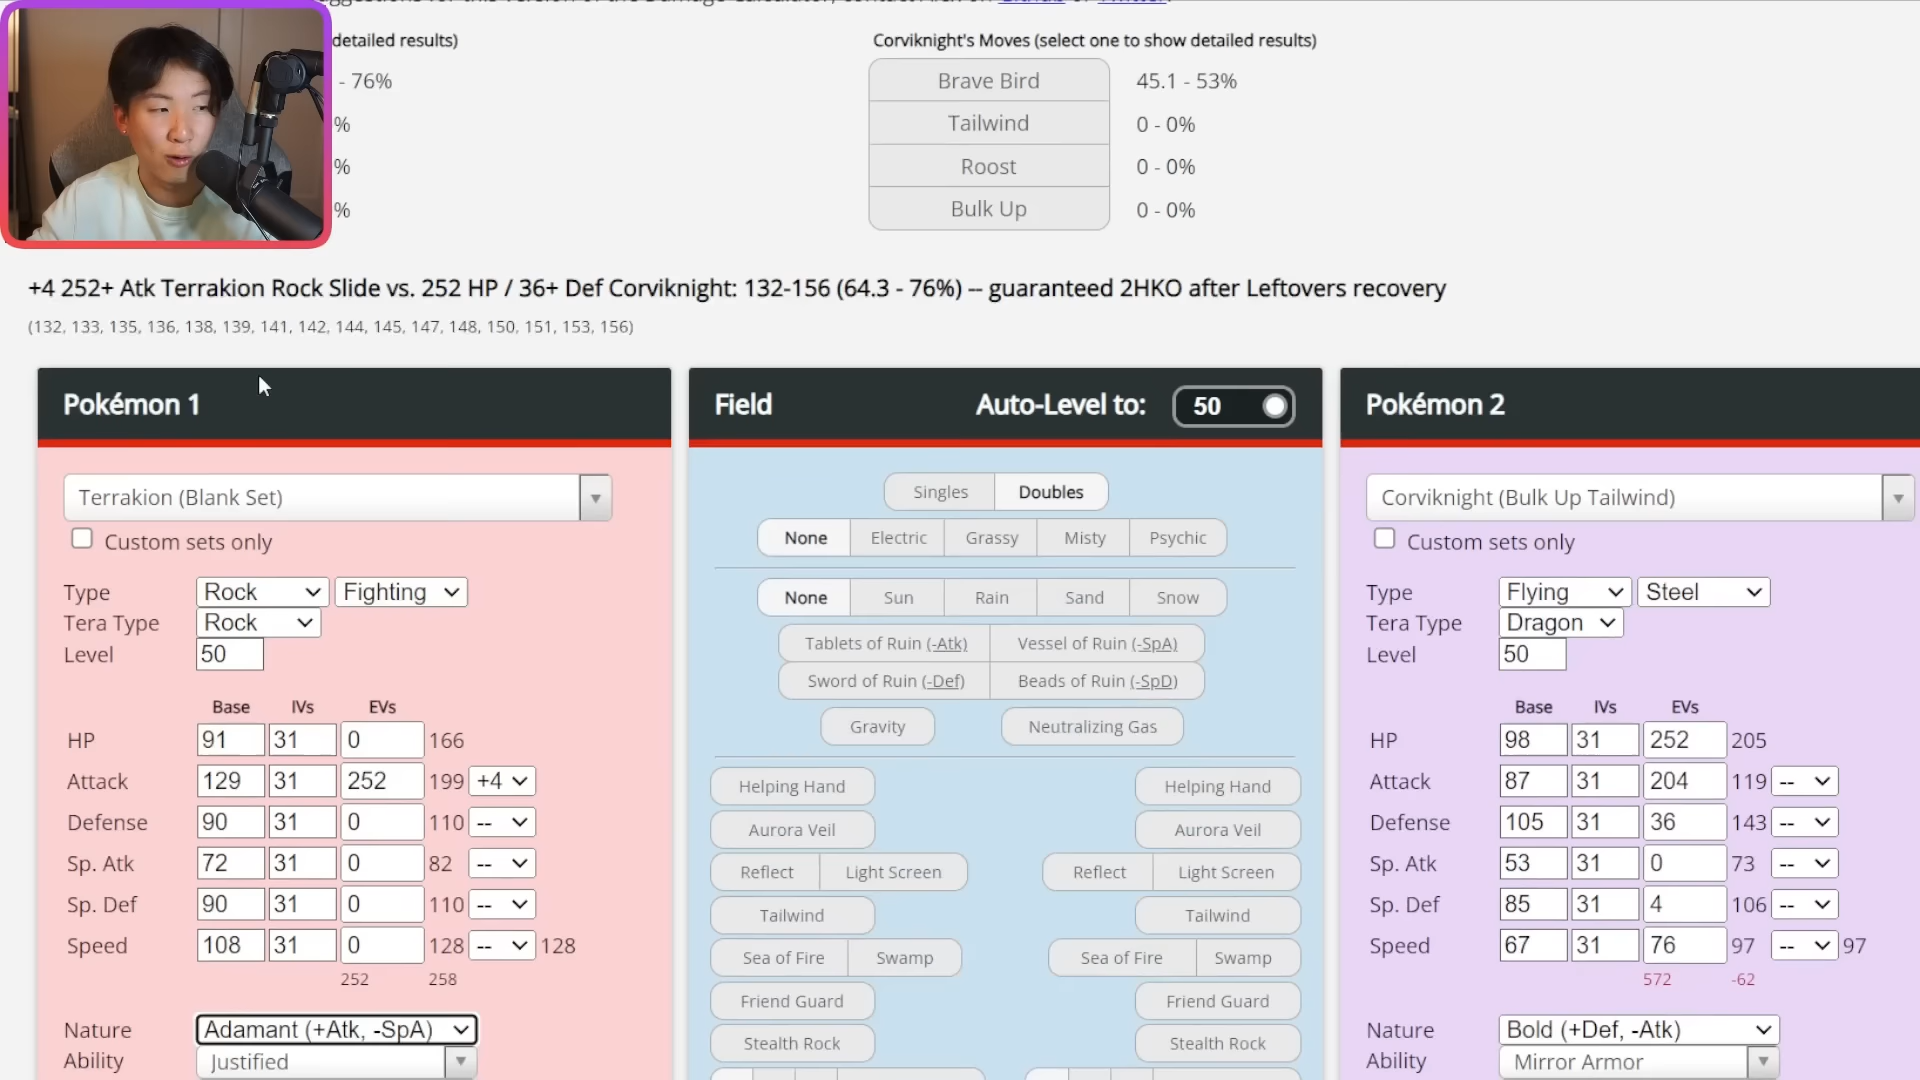 detailed results)
- 76%
%
%
%
Corviknight's Moves (select one to show detailed results)
Brave Bird 45.1 - 53%
Tailwind 0 - 0%
Roost 0 - 0%
Bulk Up 0 - 0%
+4 252+ Atk Terrakion Rock Slide vs. 252 HP / 36+ Def Corviknight: 132-156 (64.3 - 76%) -- guaranteed 2HKO after Leftovers recovery
(132, 133, 135, 136, 138, 139, 141, 142, 144, 145, 147, 148, 150, 151, 153, 156)
Pokémon 1
Terrakion (Blank Set)
Custom sets only
Type Rock Fighting
Tera Type Rock
Level 50
Base IVs EVs
HP 91 31 0 166
Attack 129 31 252 199 +4
Defense 90 31 0 110 --
Sp. Atk 72 31 0 82 --
Sp. Def 90 31 0 110 --
Speed 108 31 0 128 -- 128
252 258
Nature Adamant (+Atk, -SpA)
Ability Justified
Field Auto-Level to: 50
Singles Doubles
None Electric Grassy Misty Psychic
None Sun Rain Sand Snow
Tablets of Ruin (-Atk) Vessel of Ruin (-SpA)
Sword of Ruin (-Def) Beads of Ruin (-SpD)
Gravity Neutralizing Gas
Helping Hand Helping Hand
Aurora Veil Aurora Veil
Reflect Light Screen Reflect Light Screen
Tailwind Tailwind
Sea of Fire Swamp Sea of Fire Swamp
Friend Guard Friend Guard
Stealth Rock Stealth Rock
Pokémon 2
Corviknight (Bulk Up Tailwind)
Custom sets only
Type Flying Steel
Tera Type Dragon
Level 50
Base IVs EVs
HP 98 31 252 205
Attack 87 31 204 119 --
Defense 105 31 36 143 --
Sp. Atk 53 31 0 73 --
Sp. Def 85 31 4 106 --
Speed 67 31 76 97 -- 97
572 -62
Nature Bold (+Def, -Atk)
Ability Mirror Armor